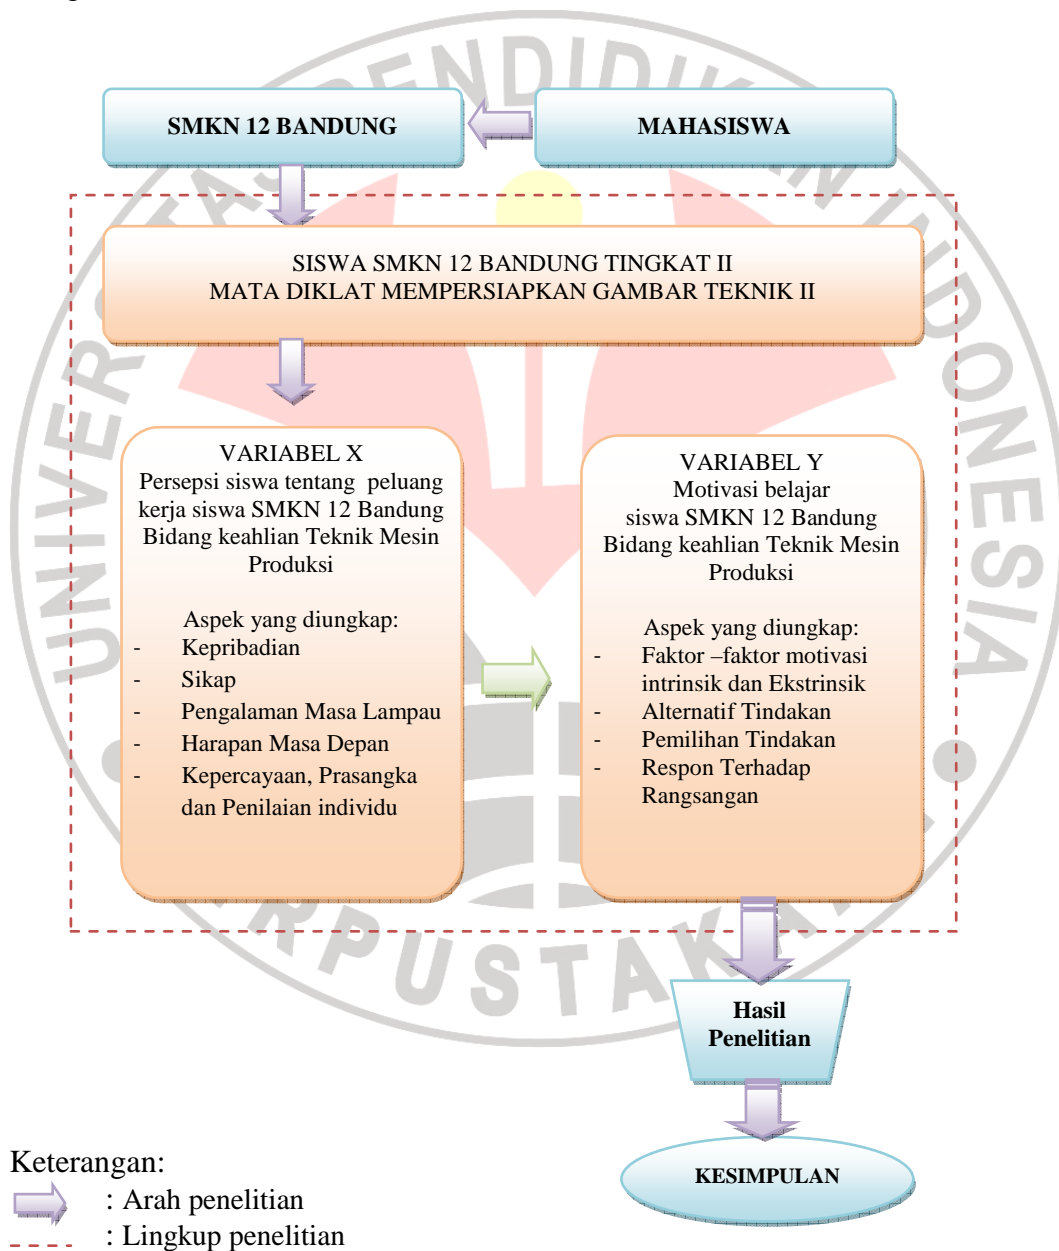 SMKN 12 BANDUNG
MAHASISWA
SISWA SMKN 12 BANDUNG TINGKAT II
MATA DIKLAT MEMPERSIAPKAN GAMBAR TEKNIK II
VARIABEL X
Persepsi siswa tentang peluang
kerja siswa SMKN 12 Bandung
Bidang keahlian Teknik Mesin
Produksi
Aspek yang diungkap:
- Kepribadian
- Sikap
- Pengalaman Masa Lampau
- Harapan Masa Depan
- Kepercayaan, Prasangka
dan Penilaian individu
VARIABEL Y
Motivasi belajar
siswa SMKN 12 Bandung
Bidang keahlian Teknik Mesin
Produksi
Aspek yang diungkap:
- Faktor –faktor motivasi
intrinsik dan Ekstrinsik
- Alternatif Tindakan
- Pemilihan Tindakan
- Respon Terhadap
Rangsangan
Hasil
Penelitian
KESIMPULAN
Keterangan:
: Arah penelitian
: Lingkup penelitian